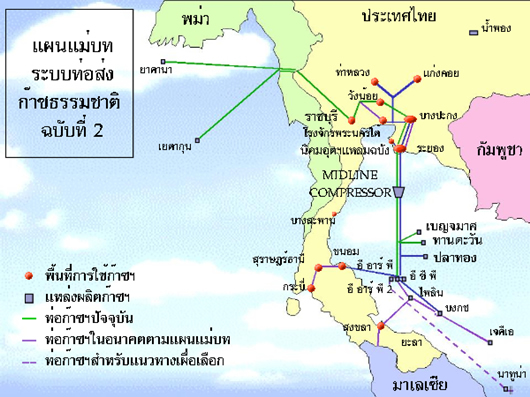 พม่า
ประเทศไทย
น้ำพอง
แผนแม่บท
ระบบท่อส่ง
ก๊าซธรรมชาติ
ฉบับที่ 2
ยาดานา
เยตากุน
ท่าหลวง
แก่งคอย
วังน้อย
ราชบุรี
บางปะกง
โรงจักรพระนครใต้
นิคมอุตฯแหลมฉบัง
ระยอง
กัมพูชา
MIDLINE
COMPRESSOR
บางสะพาน
เบญจมาศ
ทานตะวัน
ปลาทอง
สุราษฎร์ธานี
ขนอม
อี อาร์ พี
อี ซี พี
กระบี่
อี อาร์ พี 2
ไพลิน
บงกช
สงขลา
ยะลา
เจดีเอ
นาทูน่า
มาเลเซีย
พื้นที่การใช้ก๊าซฯ
แหล่งผลิตก๊าซฯ
ท่อก๊าซฯปัจจุบัน
ท่อก๊าซฯในอนาคตตามแผนแม่บท
ท่อก๊าซฯสำหรับแนวทางเผื่อเลือก